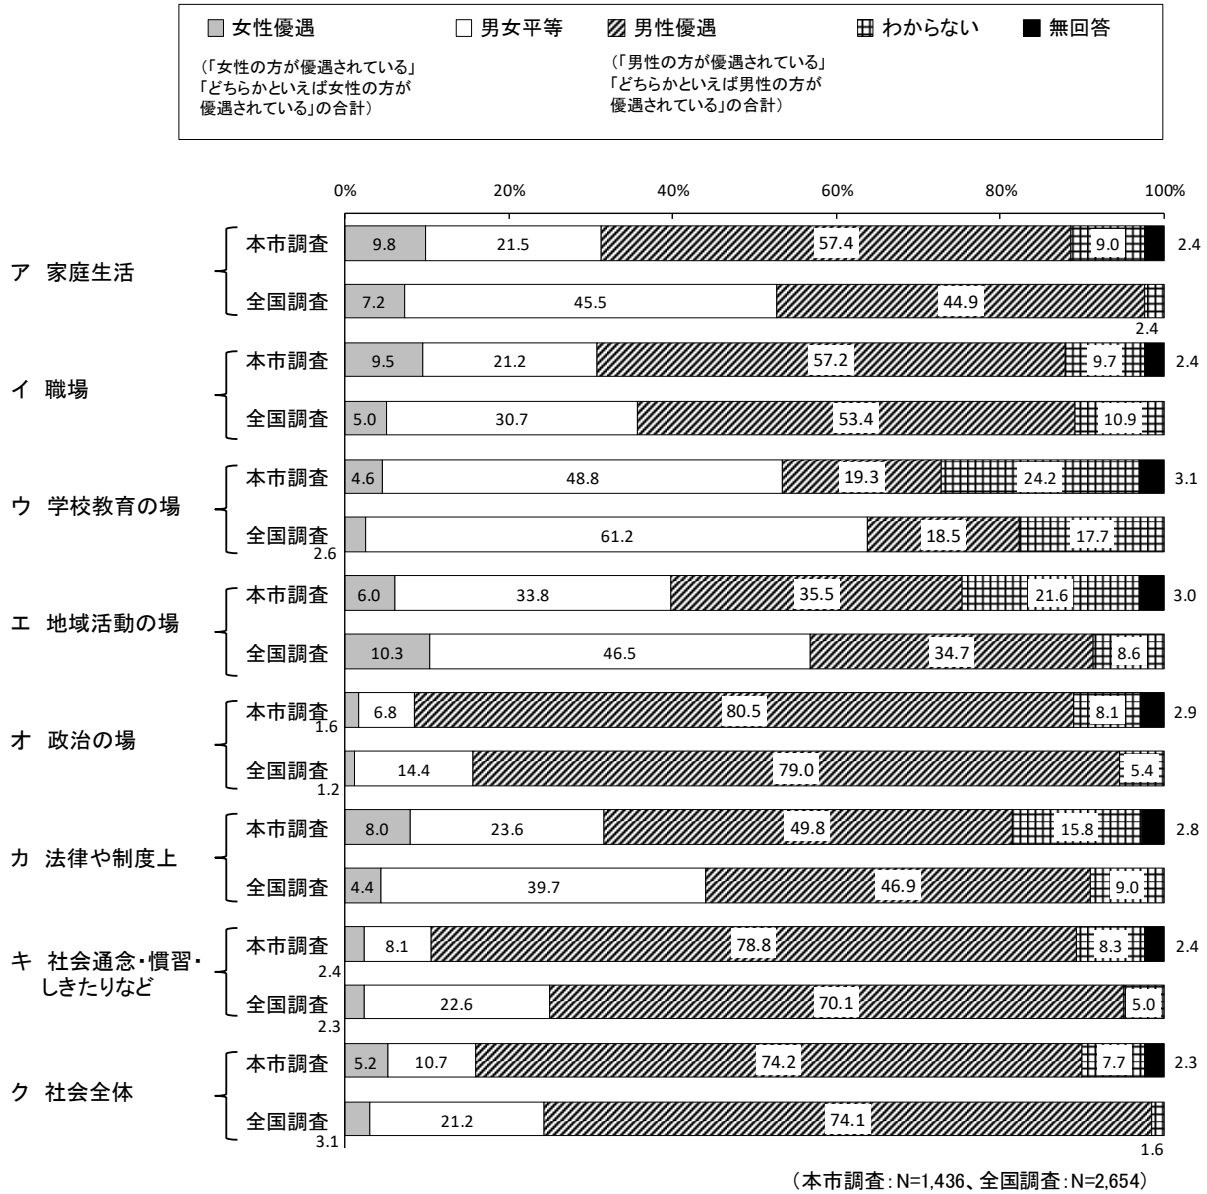 女性優遇 男女平等 男性優遇 わからない 無回答
(「女性の方が優遇されている」
「どちらかといえば女性の方が
優遇されている」の合計)
(「男性の方が優遇されている」
「どちらかといえば男性の方が
優遇されている」の合計)
0% 20% 40% 60% 80% 100%
ア 家庭生活
本市調査 9.8 21.5 57.4 9.0 2.4
全国調査 7.2 45.5 44.9 2.4
イ 職場
本市調査 9.5 21.2 57.2 9.7 2.4
全国調査 5.0 30.7 53.4 10.9
ウ 学校教育の場
本市調査 4.6 48.8 19.3 24.2 3.1
全国調査 2.6 61.2 18.5 17.7
エ 地域活動の場
本市調査 6.0 33.8 35.5 21.6 3.0
全国調査 10.3 46.5 34.7 8.6
オ 政治の場
本市調査 1.6 6.8 80.5 8.1 2.9
全国調査 1.2 14.4 79.0 5.4
カ 法律や制度上
本市調査 8.0 23.6 49.8 15.8 2.8
全国調査 4.4 39.7 46.9 9.0
キ 社会通念・慣習・
しきたりなど
本市調査 2.4 8.1 78.8 8.3 2.4
全国調査 2.3 22.6 70.1 5.0
ク 社会全体
本市調査 5.2 10.7 74.2 7.7 2.3
全国調査 3.1 21.2 74.1 1.6
(本市調査:N=1,436、全国調査:N=2,654)